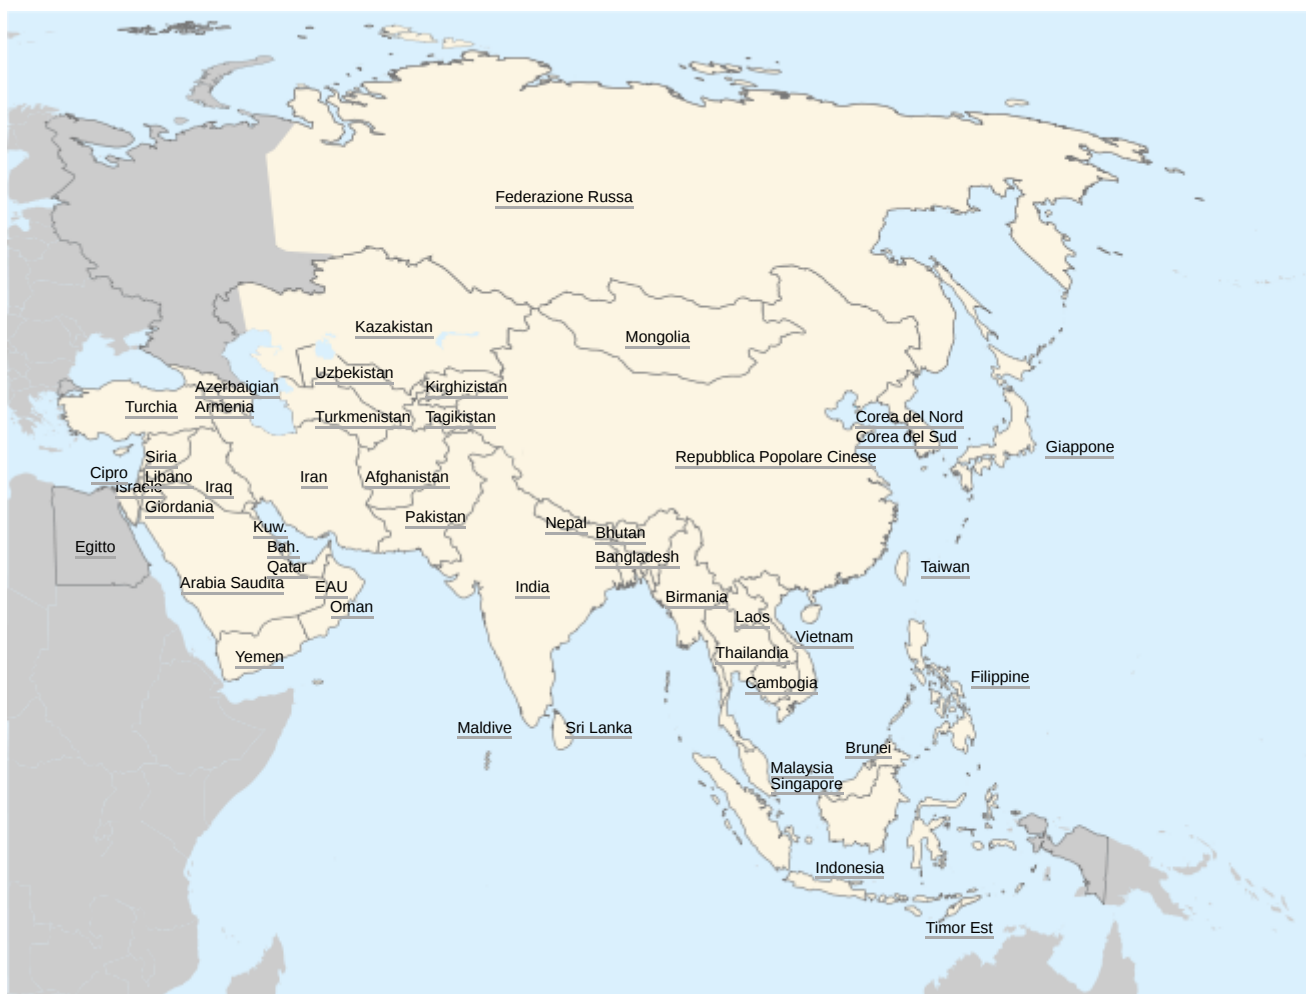 Federazione Russa
Kazakistan
Mongolia
Uzbekistan
Azerbaigian
Kirghizistan
Turchia
Armenia
Turkmenistan
Tagikistan
Corea del Nord
Corea del Sud
Giappone
Siria
Repubblica Popolare Cinese
Cipro
Libano
Israele
Iraq
Iran
Afghanistan
Giordania
Pakistan
Kuw.
Nepal
Bhutan
Egitto
Bah.
Bangladesh
Qatar
Taiwan
Arabia Saudita
EAU
India
Birmania
Oman
Laos
Vietnam
Yemen
Thailandia
Filippine
Cambogia
Maldive
Sri Lanka
Brunei
Malaysia
Singapore
Indonesia
Timor Est